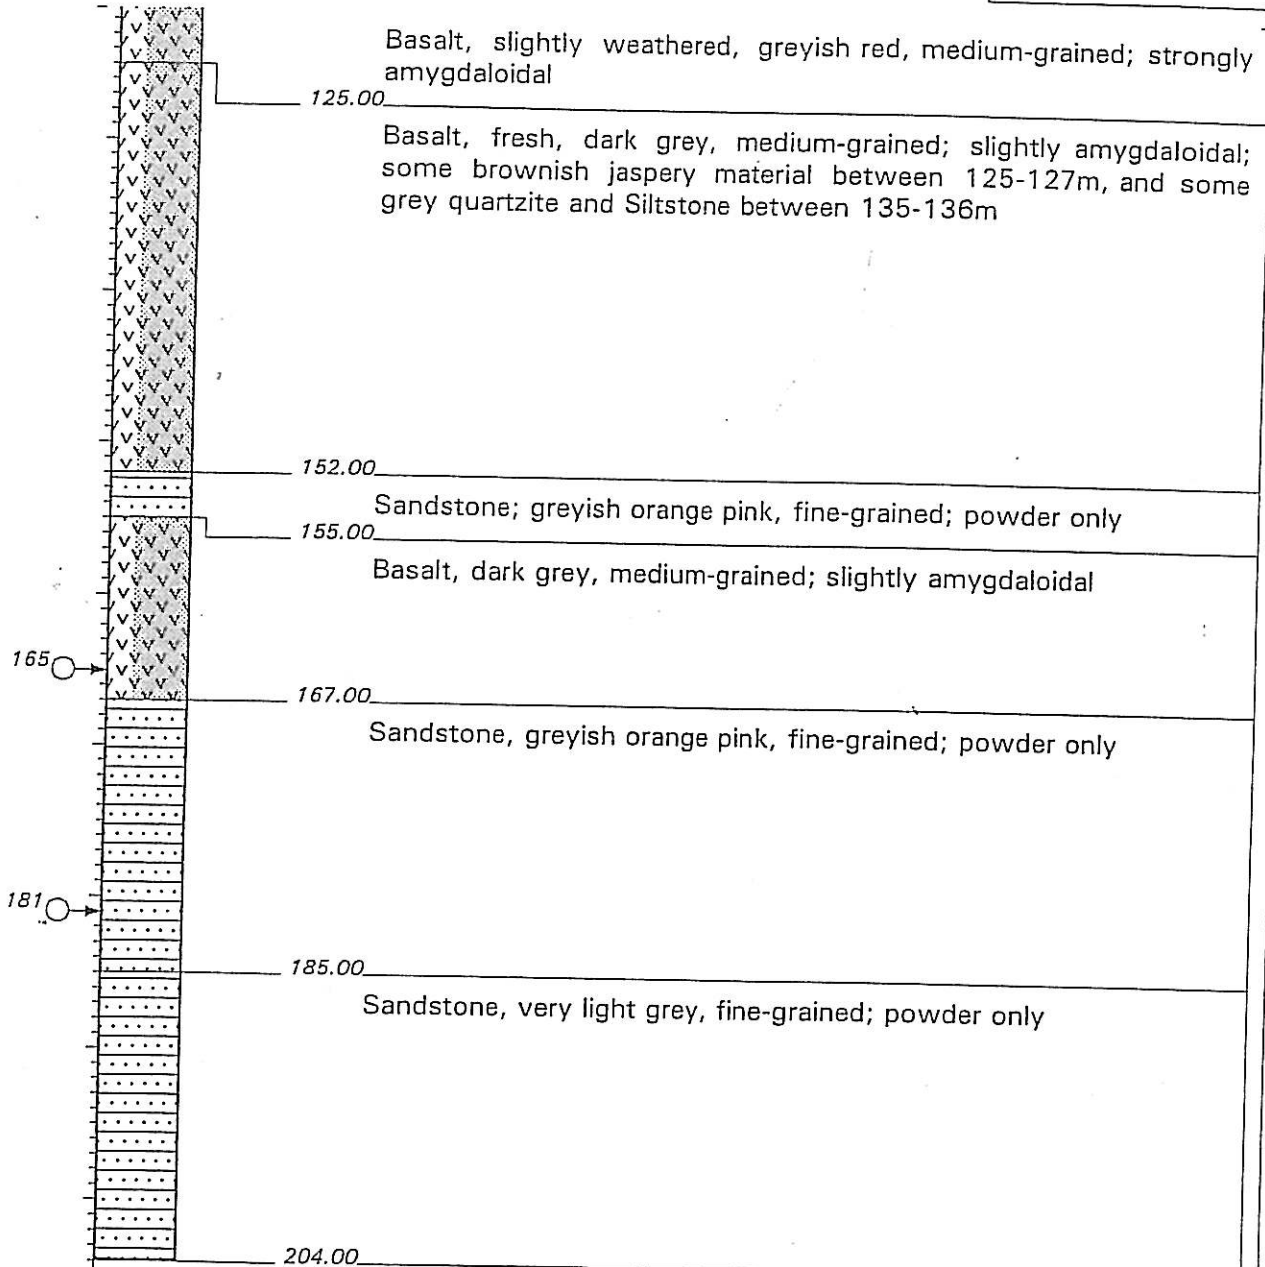 Basalt, slightly weathered, greyish red, medium-grained; strongly
amygdaloidal
125.00
Basalt, fresh, dark grey, medium-grained; slightly amygdaloidal;
some brownish jaspery material between 125-127m, and some
grey quartzite and Siltstone between 135-136m
152.00
Sandstone; greyish orange pink, fine-grained; powder only
155.00
Basalt, dark grey, medium-grained; slightly amygdaloidal
165
167.00
Sandstone, greyish orange pink, fine-grained; powder only
181
185.00
Sandstone, very light grey, fine-grained; powder only
204.00